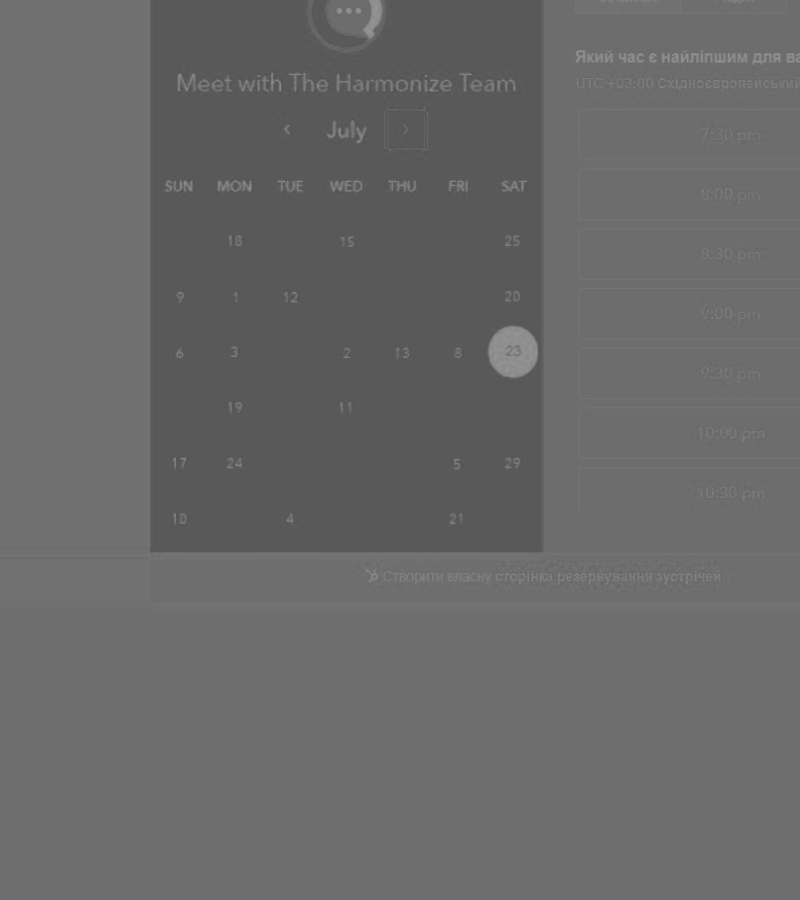 Який час є найліпшим для ва
Meet with The Harmonize Team
UTC +03:00 Східноєвропейський
‹ July ›
7:30 pm
SUN MON TUE WED THU FRI SAT
8:00 pm
18 15 25
8:30 pm
9 1 12 20
9:00 pm
6 3 2 13 8 23
9:30 pm
19 11
10:00 pm
17 24 5 29
10:30 pm
10 4 21
Створити власну сторінка резервування зустрічей